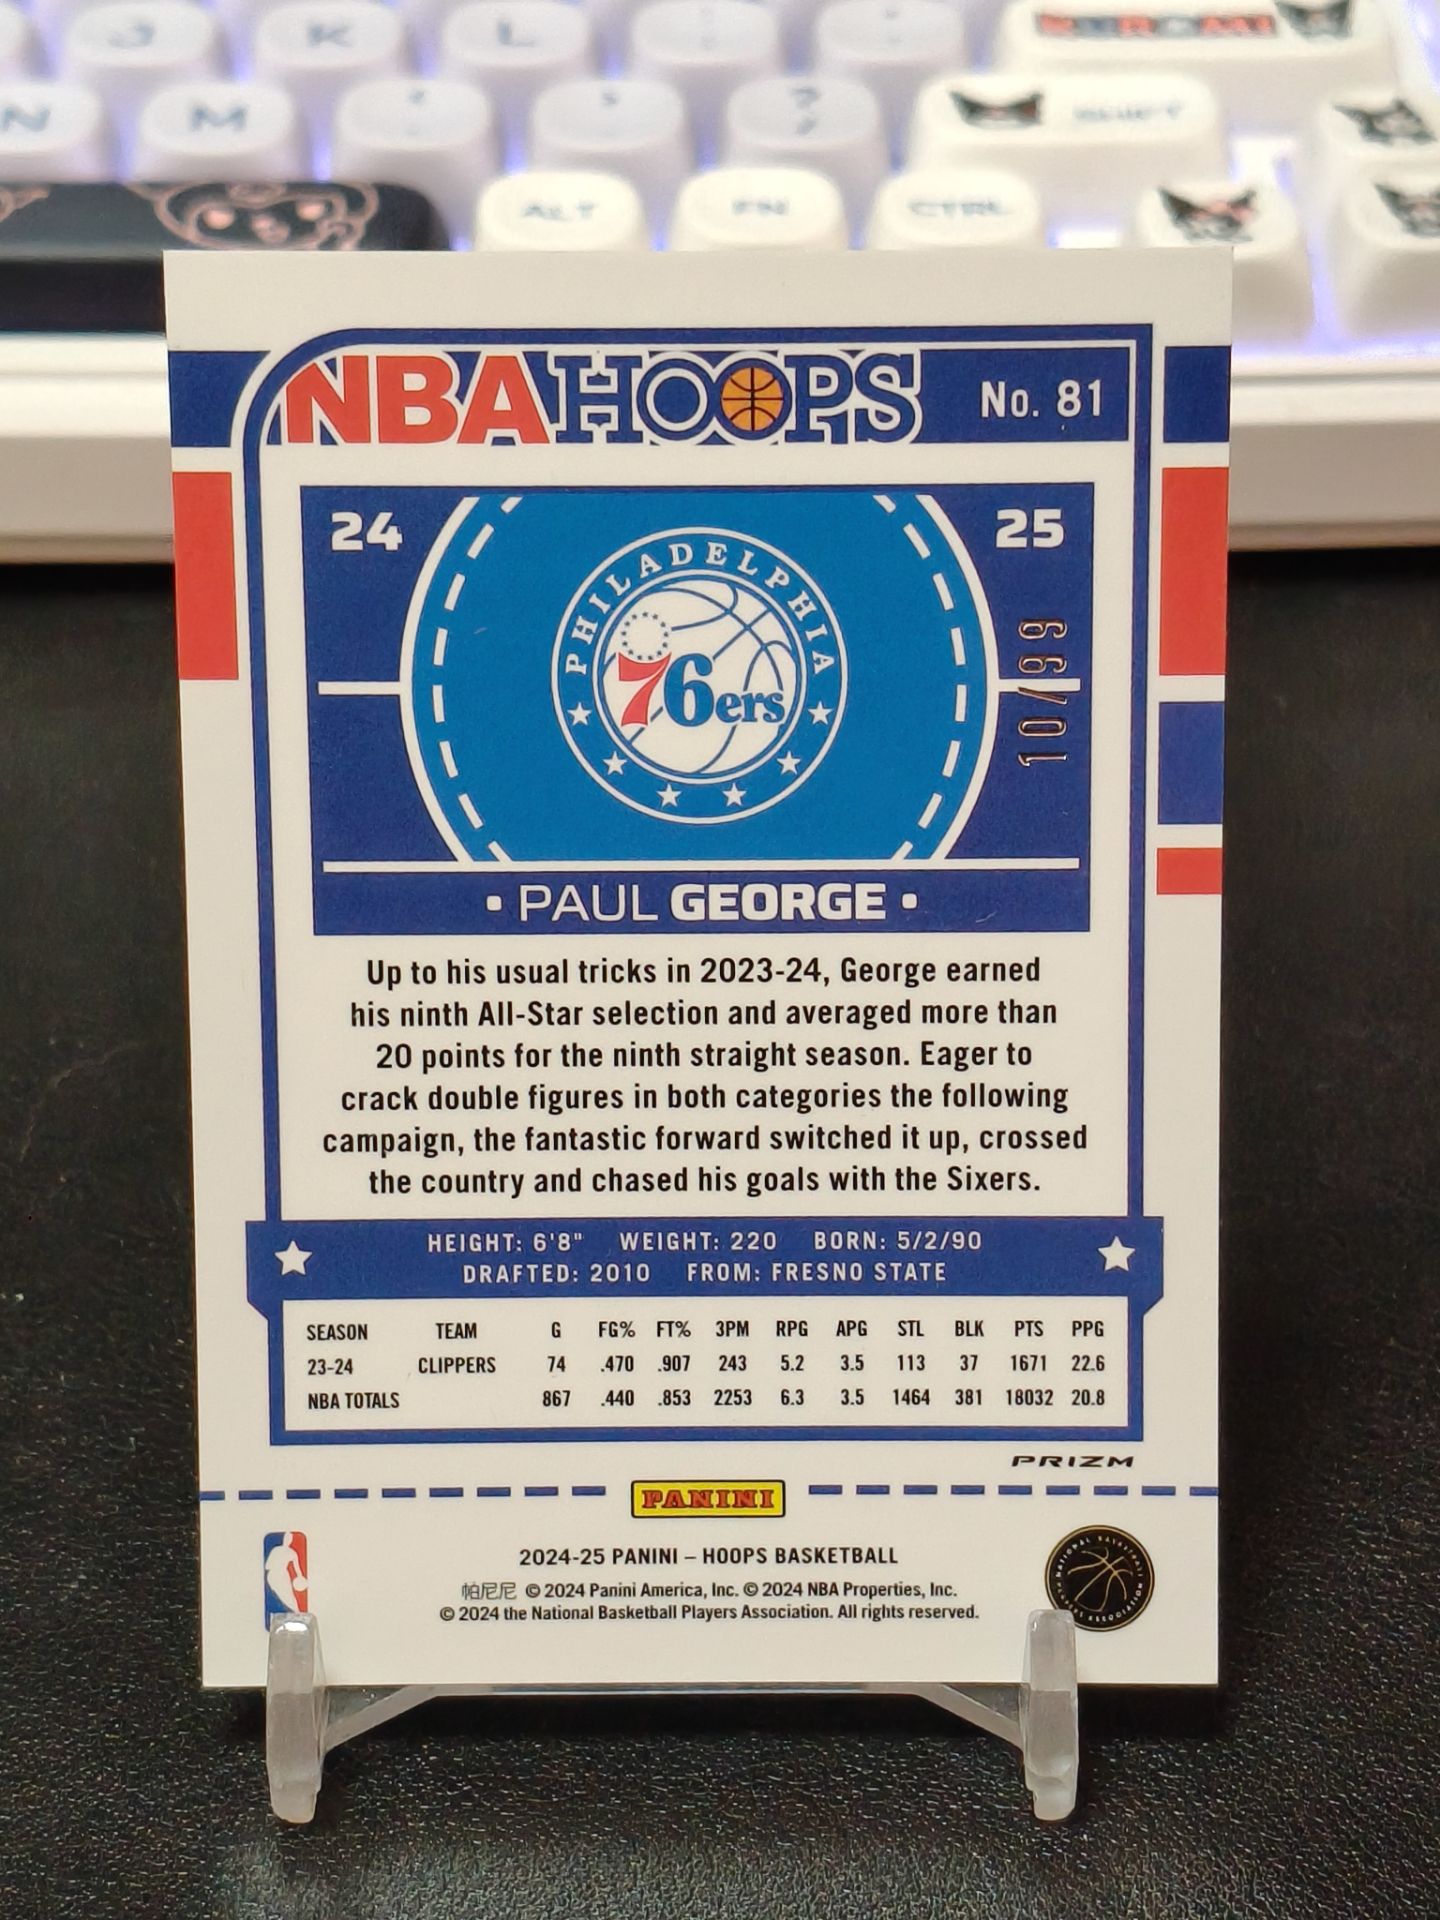 J K L
N M ?
SHIFT
ALT FN CTRL
NBA HOOPS No. 81
24 25
PHILADELPHIA
76ers
10/99
• PAUL GEORGE •
Up to his usual tricks in 2023-24, George earned
his ninth All-Star selection and averaged more than
20 points for the ninth straight season. Eager to
crack double figures in both categories the following
campaign, the fantastic forward switched it up, crossed
the country and chased his goals with the Sixers.
HEIGHT: 6'8" WEIGHT: 220 BORN: 5/2/90
DRAFTED: 2010 FROM: FRESNO STATE
SEASON TEAM G FG% FT% 3PM RPG APG STL BLK PTS PPG
23-24 CLIPPERS 74 .470 .907 243 5.2 3.5 113 37 1671 22.6
NBA TOTALS 867 .440 .853 2253 6.3 3.5 1464 381 18032 20.8
PRIZM
PANINI
2024-25 PANINI – HOOPS BASKETBALL
帕尼尼 © 2024 Panini America, Inc. © 2024 NBA Properties, Inc.
© 2024 the National Basketball Players Association. All rights reserved.
NATIONAL BASKETBALL
PLAYERS ASSOCIATION